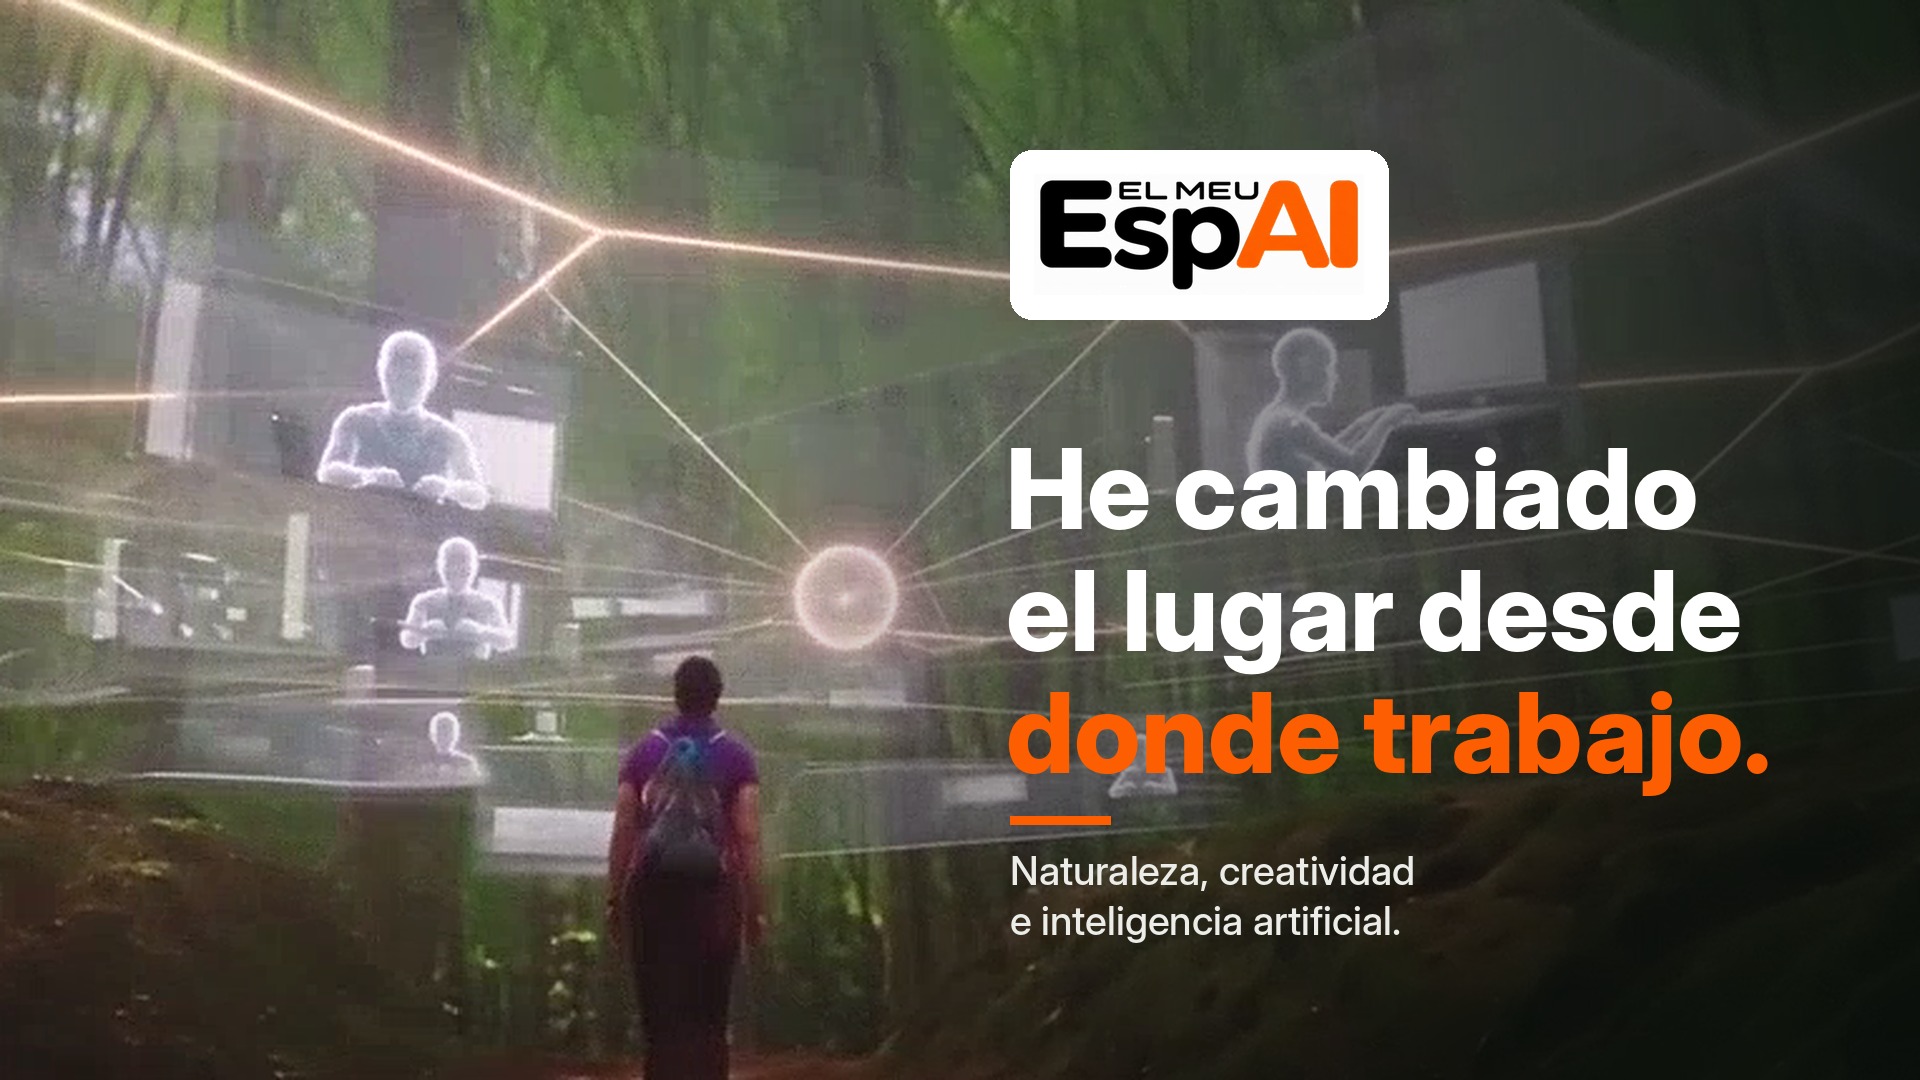 EL MEU
EspAI
He cambiado
el lugar desde
donde trabajo.
Naturaleza, creatividad
e inteligencia artificial.